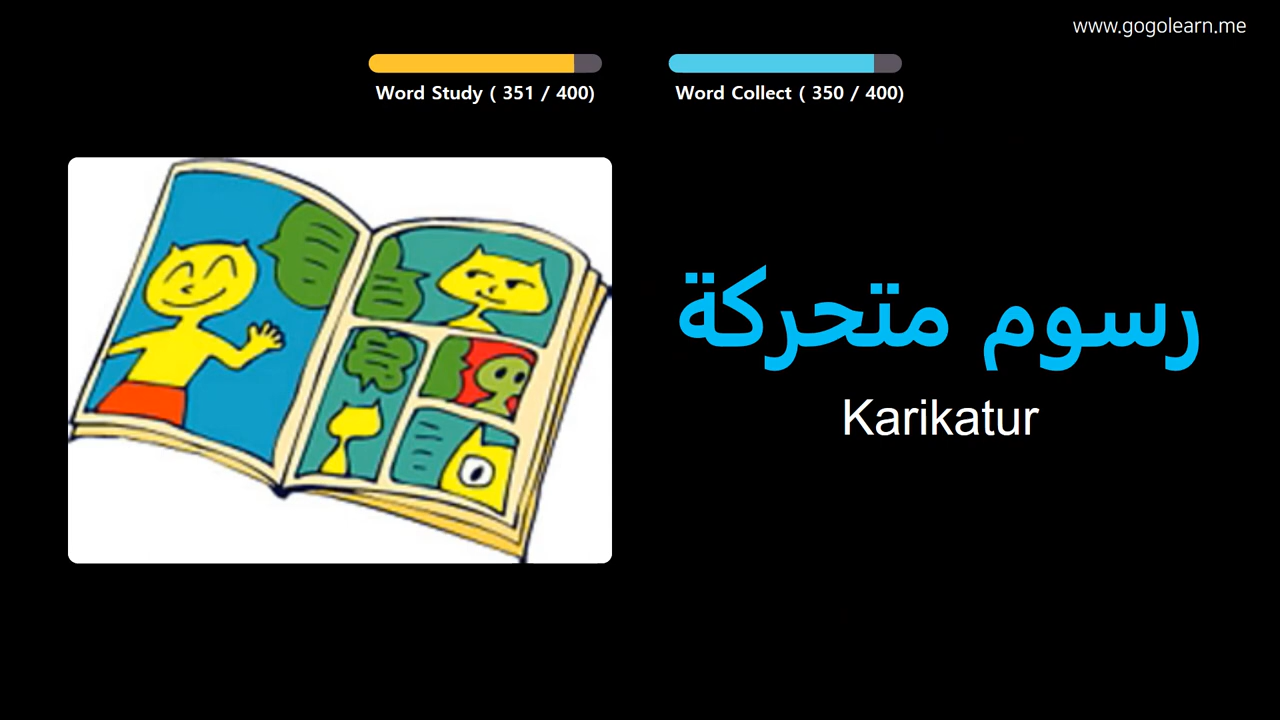 www.gogolearn.me
Word Study ( 351 / 400)
Word Collect ( 350 / 400)
رسوم متحركة
Karikatur